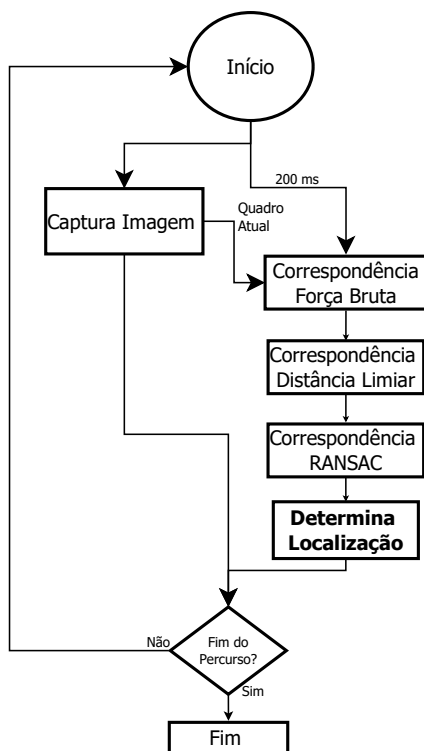 Início
200 ms
Captura Imagem
Quadro
Atual
Correspondência
Força Bruta
Correspondência
Distância Limiar
Correspondência
RANSAC
Determina
Localização
Não
Fim do
Percurso?
Sim
Fim